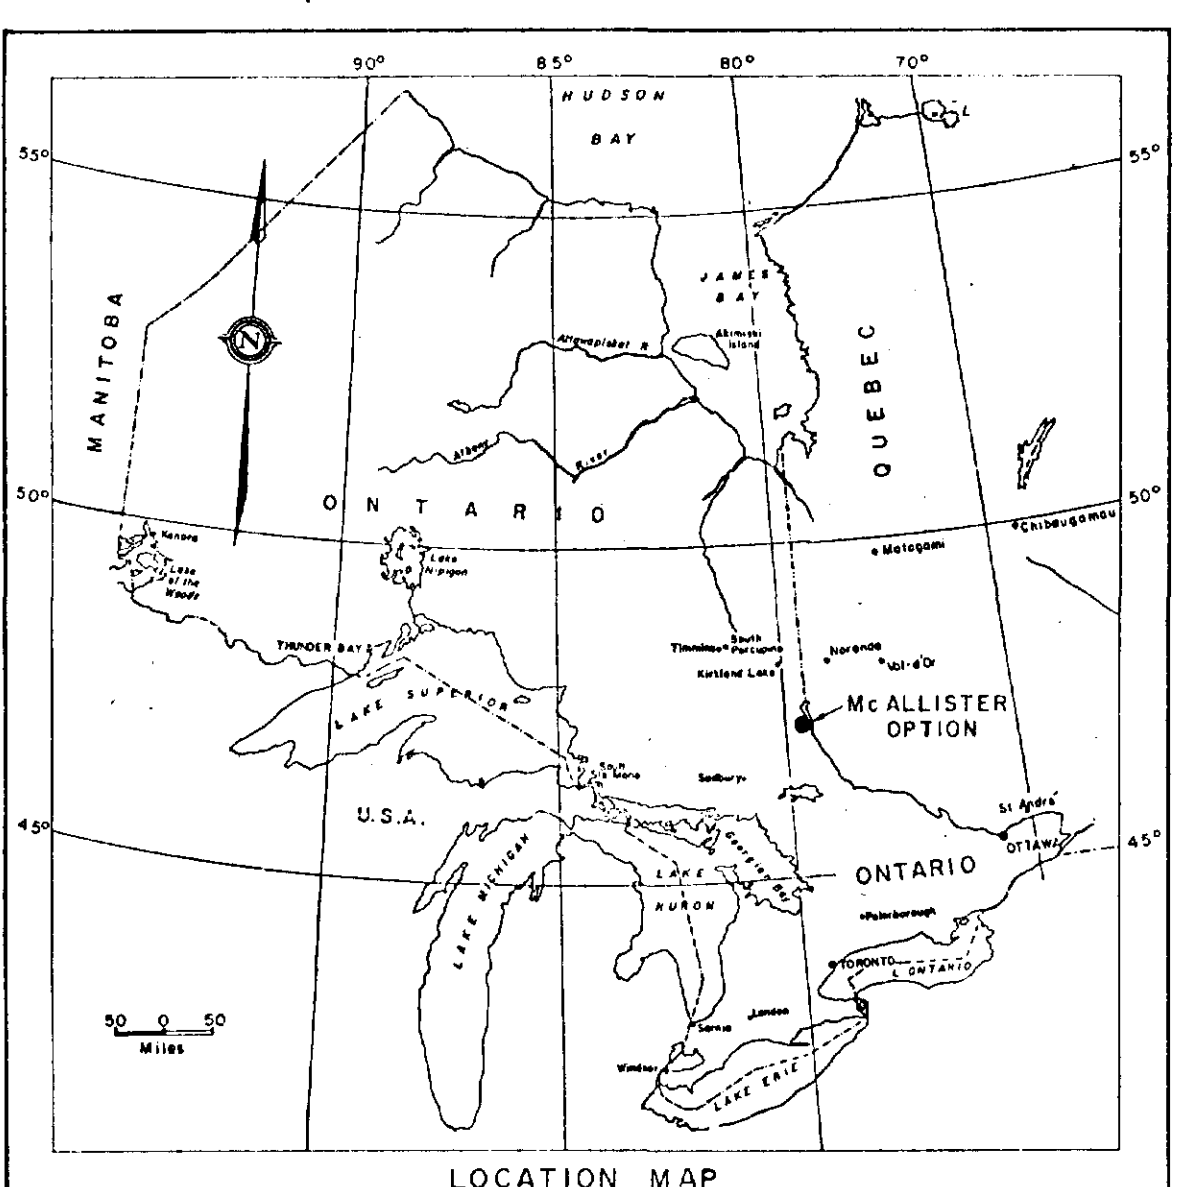 90°
85°
80°
70°
HUDSON
BAY
L
55°
55°
JAMES
BAY
Akimiski
Island
MANITOBA
N
Attawapiskat R
QUEBEC
Albany
River
50°
ONTARIO
50°
Chibougamau
Matagami
Kenora
Lake
of the
Woods
Lake
Nipigon
THUNDER BAY
South
Timmins
Porcupine
Kirkland Lake
Noranda
Val-d'Or
LAKE SUPERIOR
McALLISTER
OPTION
Sault
Ste Marie
Sudbury
St André
U.S.A.
45°
OTTAWA
45°
LAKE MICHIGAN
Georgian Bay
LAKE
HURON
ONTARIO
Peterborough
TORONTO
L ONTARIO
50 0 50
Miles
London
Sarnia
Windsor
LAKE ERIE
LOCATION MAP